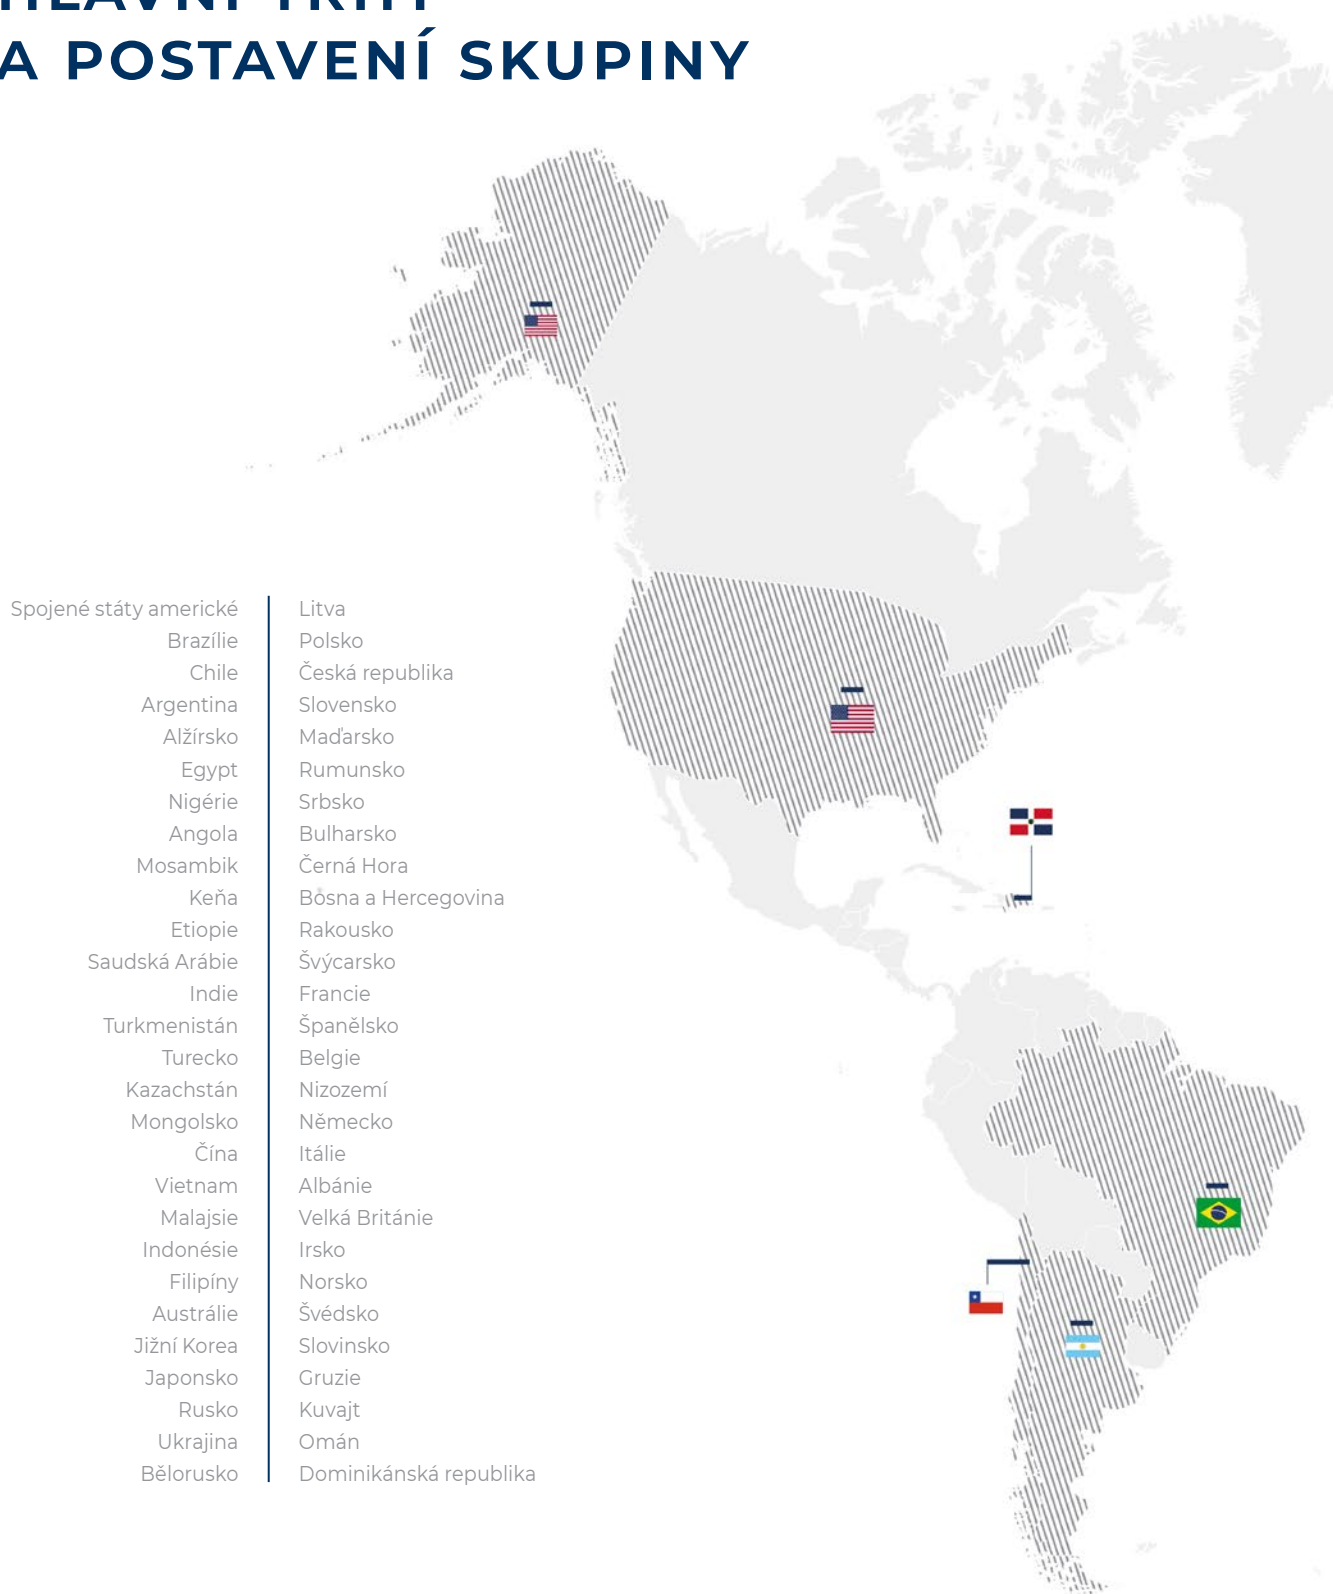 HLAVNÍ TRHY
A POSTAVENÍ SKUPINY
Spojené státy americké
Brazílie
Chile
Argentina
Alžírsko
Egypt
Nigérie
Angola
Mosambik
Keňa
Etiopie
Saudská Arábie
Indie
Turkmenistán
Turecko
Kazachstán
Mongolsko
Čína
Vietnam
Malajsie
Indonésie
Filipíny
Austrálie
Jižní Korea
Japonsko
Rusko
Ukrajina
Bělorusko
Litva
Polsko
Česká republika
Slovensko
Maďarsko
Rumunsko
Srbsko
Bulharsko
Černá Hora
Bosna a Hercegovina
Rakousko
Švýcarsko
Francie
Španělsko
Belgie
Nizozemí
Německo
Itálie
Albánie
Velká Británie
Irsko
Norsko
Švédsko
Slovinsko
Gruzie
Kuvajt
Omán
Dominikánská republika